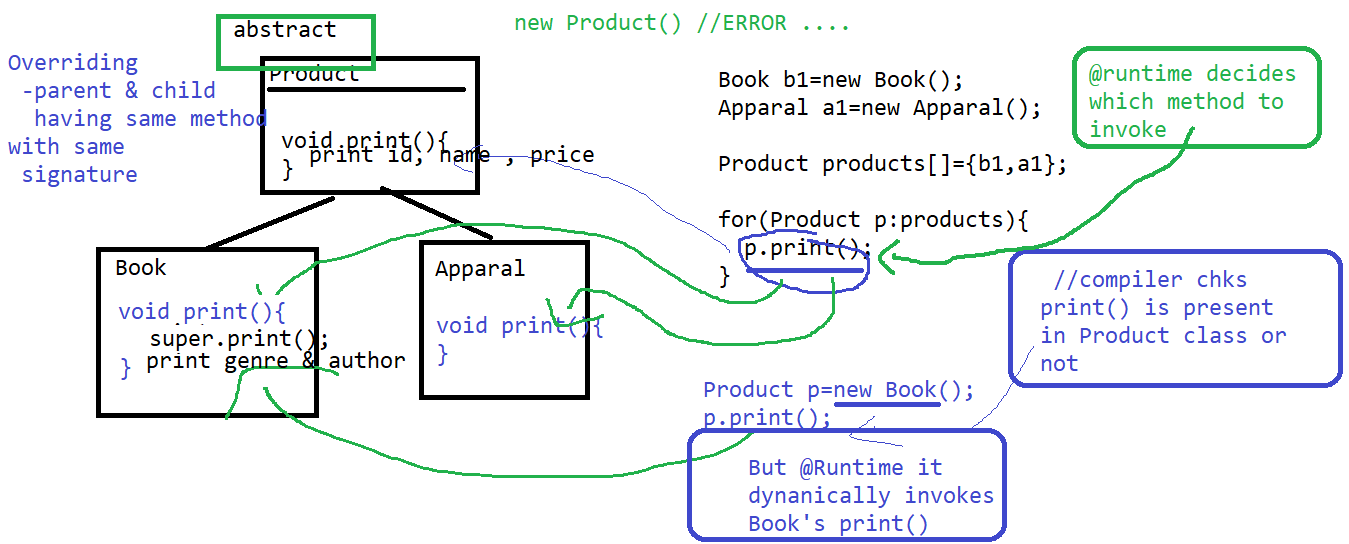 abstract
new Product() //ERROR ....
Overriding
-parent & child
having same method
with same
signature
Product
void print(){
print id, name , price
}
Book
void print(){
super.print();
print genre & author
}
Apparal
void print(){
}
Book b1=new Book();
Apparal a1=new Apparal();
Product products[]={b1,a1};
for(Product p:products){
p.print();
}
@runtime decides
which method to
invoke
//compiler chks
print() is present
in Product class or
not
Product p=new Book();
p.print();
But @Runtime it
dynanically invokes
Book's print()